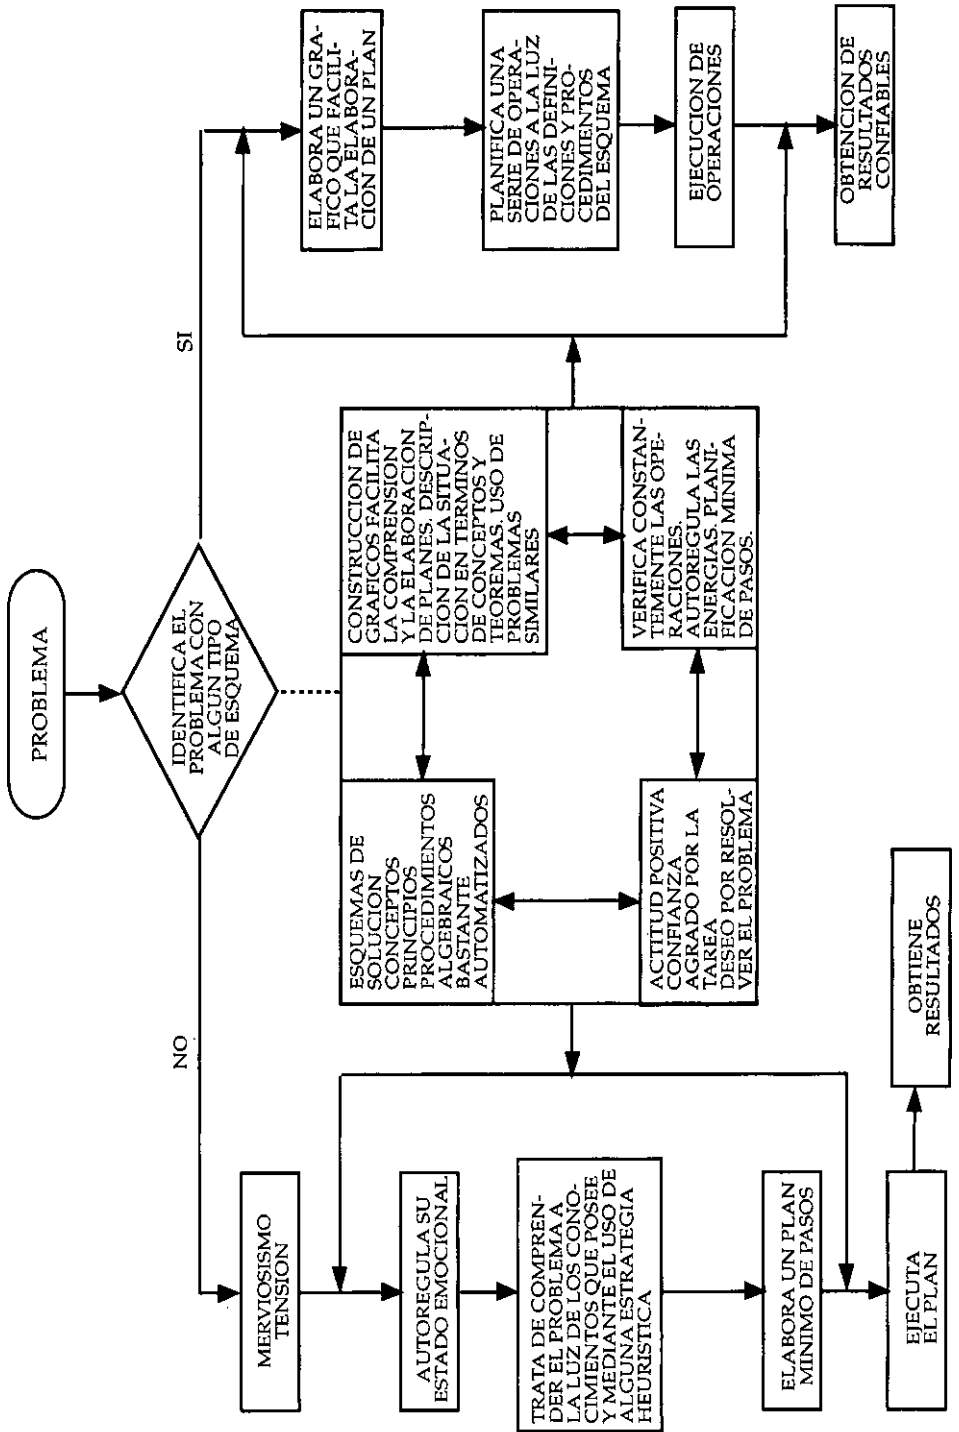 PROBLEMA
IDENTIFICA EL
PROBLEMA CON
ALGUN TIPO
DE ESQUEMA
NO
SI
MERVIOSISMO
TENSION
AUTOREGULA SU
ESTADO EMOCIONAL
TRATA DE COMPREN-
DER EL PROBLEMA A
LA LUZ DE LOS CONO-
CIMIENTOS QUE POSEE
Y MEDIANTE EL USO DE
ALGUNA ESTRATEGIA
HEURISTICA
ELABORA UN PLAN
MINIMO DE PASOS
EJECUTA
EL PLAN
OBTIENE
RESULTADOS
ESQUEMAS DE
SOLUCION
CONCEPTOS
PRINCIPIOS
PROCEDIMIENTOS
ALGEBRAICOS
BASTANTE
AUTOMATIZADOS
CONSTRUCCION DE
GRAFICOS FACILITA
LA COMPRENSION
Y LA ELABORACION
DE PLANES. DESCRIP-
CION DE LA SITUA-
CION EN TERMINOS
DE CONCEPTOS Y
TEOREMAS. USO DE
PROBLEMAS
SIMILARES
ACTITUD POSITIVA
CONFIANZA
AGRADO POR LA
TAREA
DESEO POR RESOL-
VER EL PROBLEMA
VERIFICA CONSTAN-
TEMENTE LAS OPE-
RACIONES.
AUTOREGULA LAS
ENERGIAS. PLANI-
FICACION MINIMA
DE PASOS.
ELABORA UN GRA-
FICO QUE FACILI-
TA LA ELABORA-
CION DE UN PLAN
PLANIFICA UNA
SERIE DE OPERA-
CIONES A LA LUZ
DE LAS DEFINI-
CIONES Y PRO-
CEDIMIENTOS
DEL ESQUEMA
EJECUCION DE
OPERACIONES
OBTENCION DE
RESULTADOS
CONFIABLES